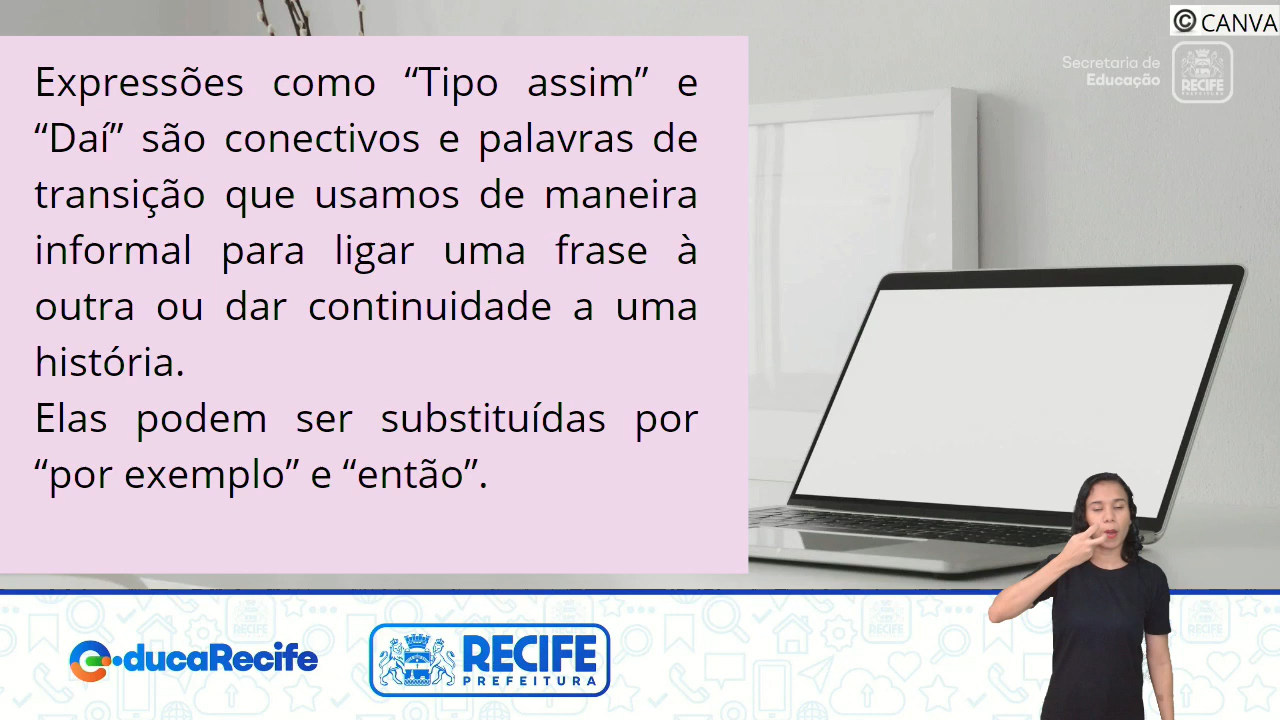 © CANVA
Secretaria de
Educação
RECIFE
PREFEITURA
Expressões como “Tipo assim” e
“Daí” são conectivos e palavras de
transição que usamos de maneira
informal para ligar uma frase à
outra ou dar continuidade a uma
história.
Elas podem ser substituídas por
“por exemplo” e “então”.
ducaRecife
RECIFE
PREFEITURA